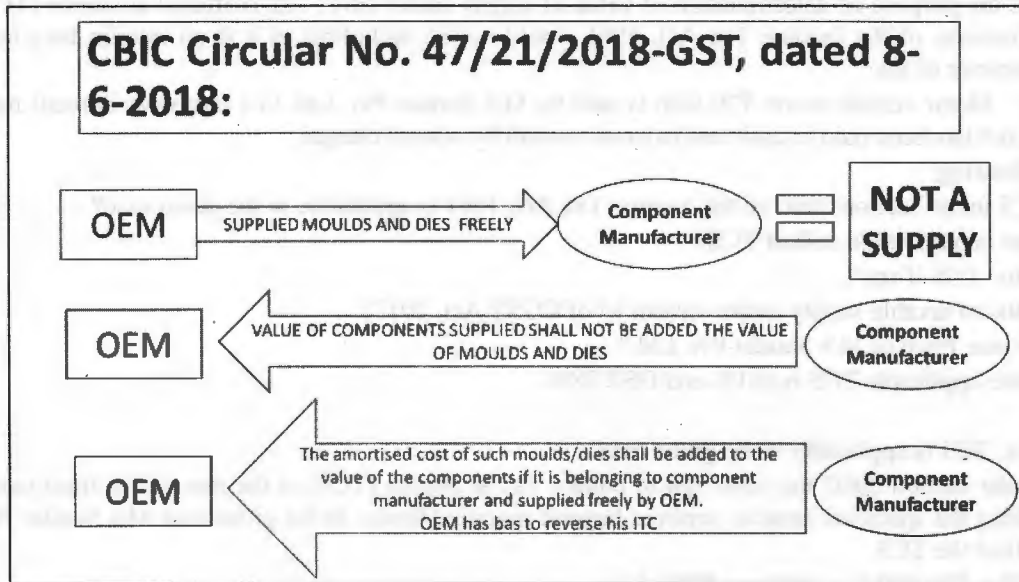 CBIC Circular No. 47/21/2018-GST, dated 8
6-2018:
OEM
SUPPLIED MOULDS AND DIES FREELY
Component
Manufacturer
NOT A
SUPPLY
OEM
VALUE OF COMPONENTS SUPPLIED SHALL NOT BE ADDED THE VALUE
OF MOULDS AND DIES
Component
Manufacturer
OEM
The amortised cost of such moulds/dies shall be added to the
value of the components if it is belonging to component
manufacturer and is supplied freely by OEM.
OEM has bas to reverse his ITC
Component
Manufacturer